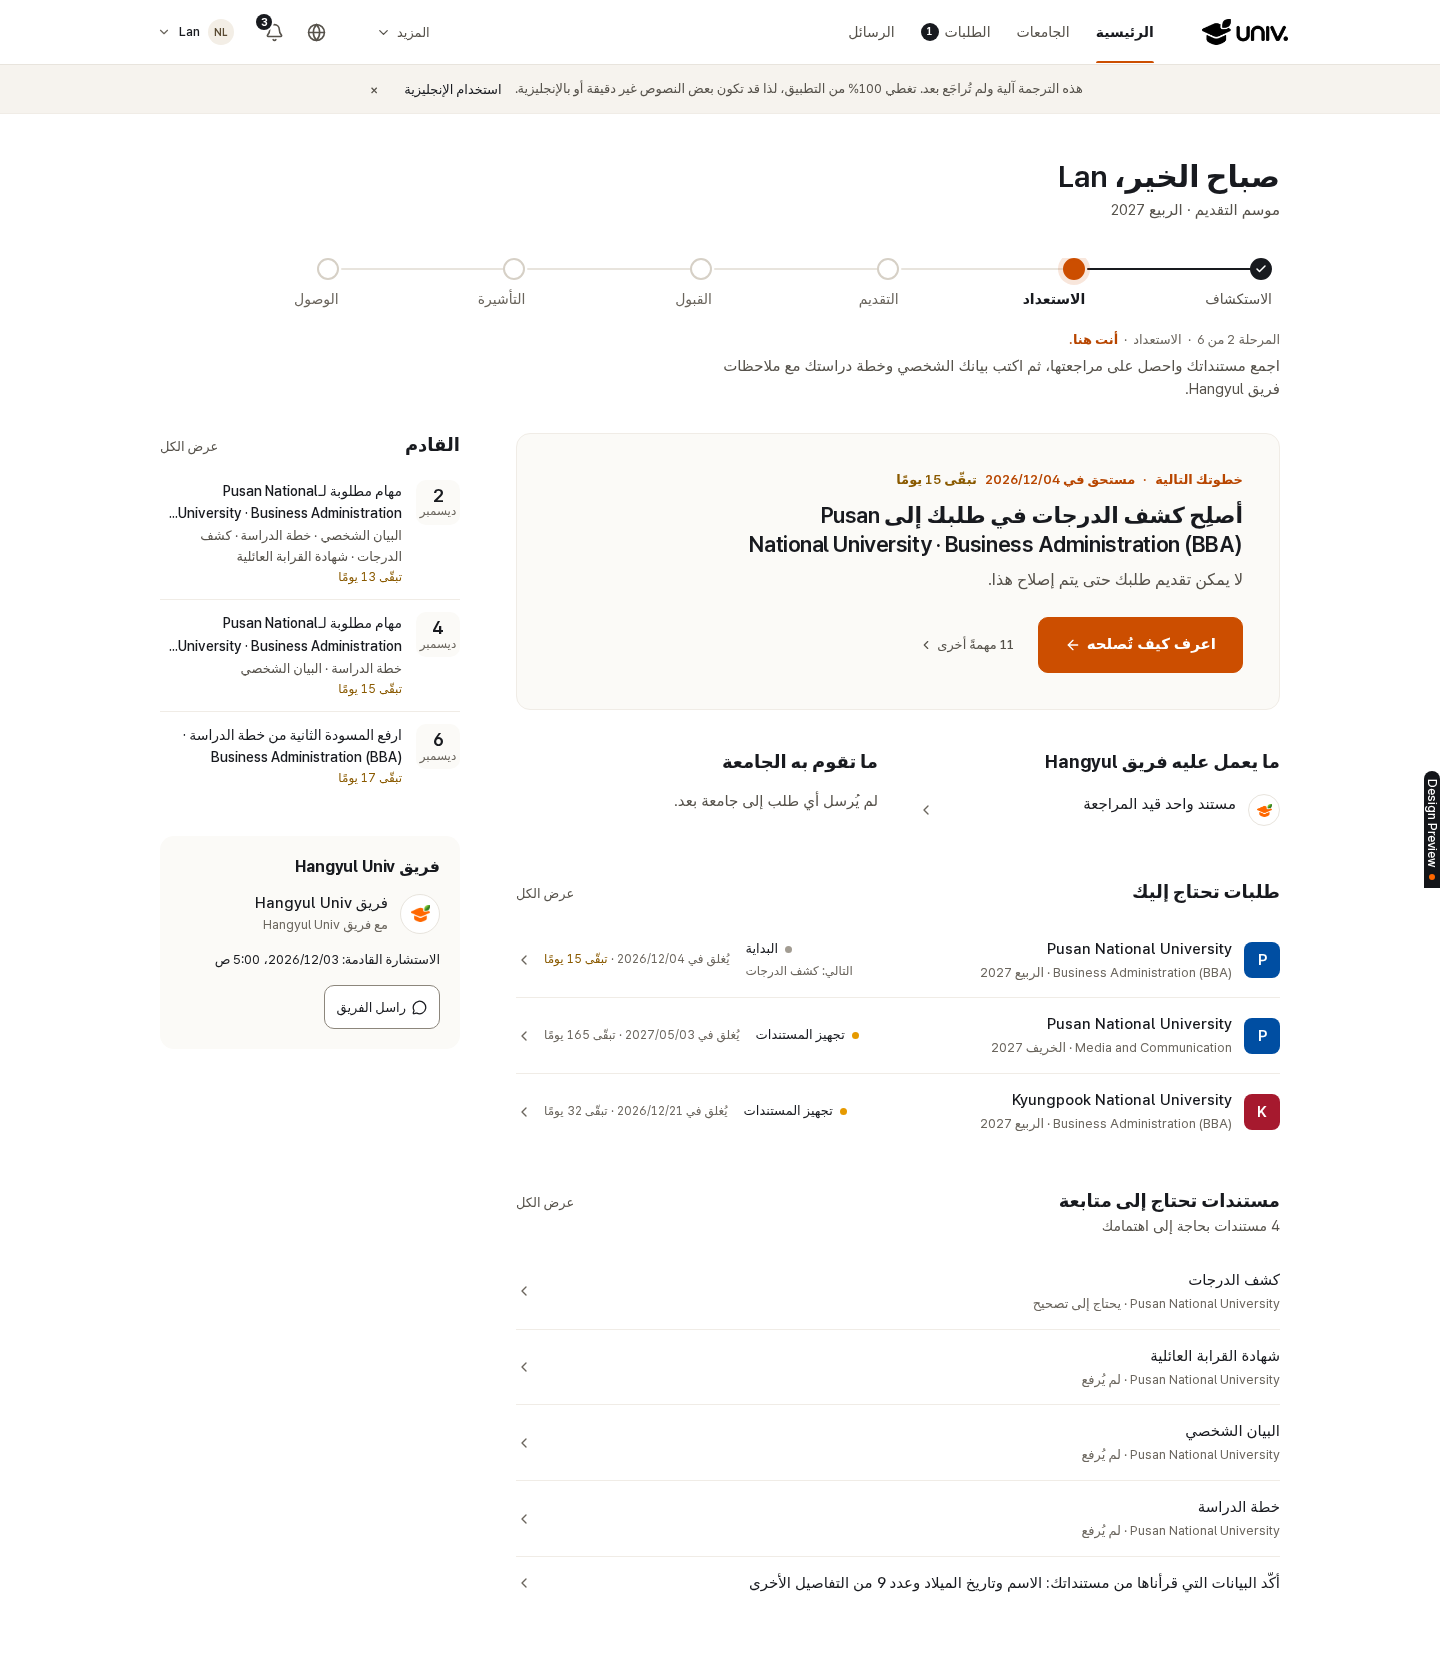 UNIV.
الرئيسية
الجامعات
الطلبات 1
الرسائل
المزيد
3
NL Lan
هذه الترجمة آلية ولم تُراجَع بعد. تغطي 100% من التطبيق، لذا قد تكون بعض النصوص غير دقيقة أو بالإنجليزية.
استخدام الإنجليزية ×
صباح الخير، Lan
موسم التقديم · الربيع 2027
الاستكشاف
الاستعداد
التقديم
القبول
التأشيرة
الوصول
المرحلة 2 من 6 · الاستعداد · أنت هنا.
اجمع مستنداتك واحصل على مراجعتها، ثم اكتب بيانك الشخصي وخطة دراستك مع ملاحظات
فريق Hangyul.
خطوتك التالية · مستحق في 2026/12/04 تبقّى 15 يومًا
أصلِح كشف الدرجات في طلبك إلى Pusan
National University · Business Administration (BBA)
لا يمكن تقديم طلبك حتى يتم إصلاح هذا.
اعرف كيف تُصلحه
11 مهمةً أخرى
ما يعمل عليه فريق Hangyul
مستند واحد قيد المراجعة
ما تقوم به الجامعة
لم يُرسل أي طلب إلى جامعة بعد.
طلبات تحتاج إليك
عرض الكل
P
Pusan National University
Business Administration (BBA) · الربيع 2027
البداية
التالي: كشف الدرجات
يُغلق في 2026/12/04 · تبقّى 15 يومًا
P
Pusan National University
Media and Communication · الخريف 2027
تجهيز المستندات
يُغلق في 2027/05/03 · تبقّى 165 يومًا
K
Kyungpook National University
Business Administration (BBA) · الربيع 2027
تجهيز المستندات
يُغلق في 2026/12/21 · تبقّى 32 يومًا
مستندات تحتاج إلى متابعة
عرض الكل
4 مستندات بحاجة إلى اهتمامك
كشف الدرجات
Pusan National University · يحتاج إلى تصحيح
شهادة القرابة العائلية
Pusan National University · لم يُرفع
البيان الشخصي
Pusan National University · لم يُرفع
خطة الدراسة
Pusan National University · لم يُرفع
أكّد البيانات التي قرأناها من مستنداتك: الاسم وتاريخ الميلاد وعدد 9 من التفاصيل الأخرى
القادم
عرض الكل
2
ديسمبر
مهام مطلوبة لـPusan National
University · Business Administration...
البيان الشخصي · خطة الدراسة · كشف
الدرجات · شهادة القرابة العائلية
تبقّى 13 يومًا
4
ديسمبر
مهام مطلوبة لـPusan National
University · Business Administration...
خطة الدراسة · البيان الشخصي
تبقّى 15 يومًا
6
ديسمبر
ارفع المسودة الثانية من خطة الدراسة ·
Business Administration (BBA)
تبقّى 17 يومًا
فريق Hangyul Univ
فريق Hangyul Univ
مع فريق Hangyul Univ
الاستشارة القادمة: 2026/12/03، 5:00 ص
راسل الفريق
Design Preview